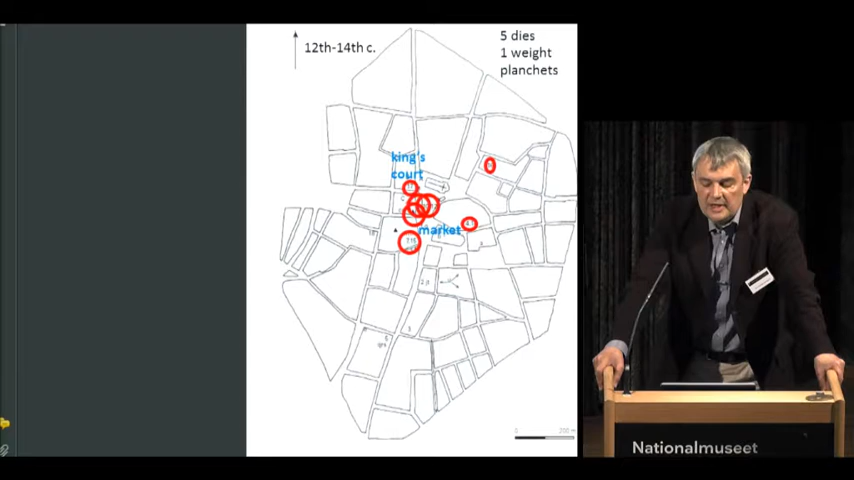 12th-14th c.
5 dies
1 weight
planchets
king's
court
market
Nationalmuseet